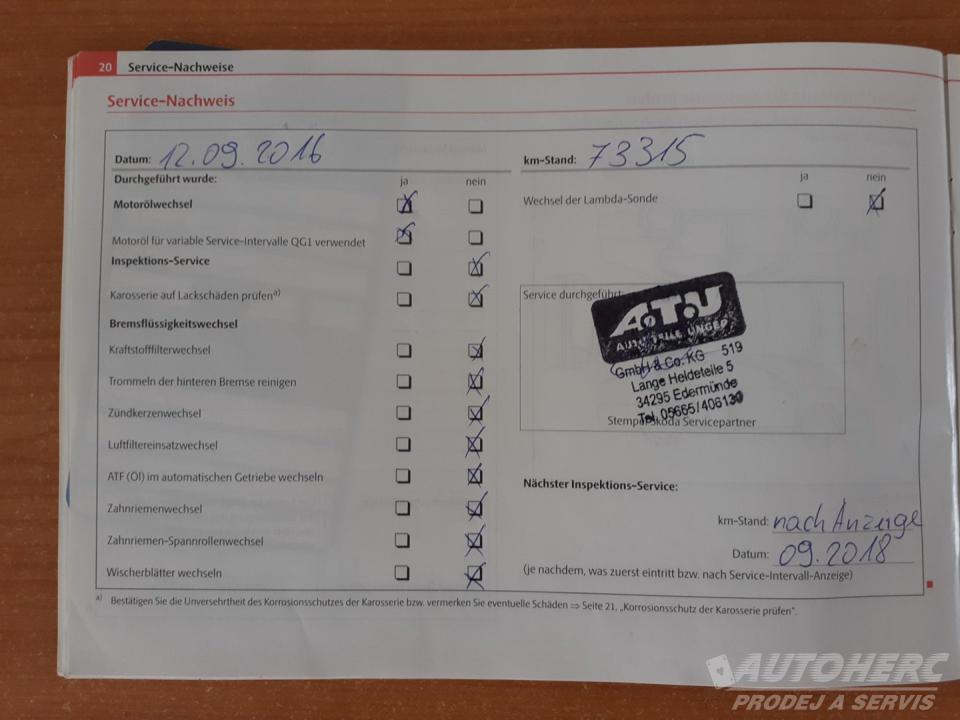 20 Service-Nachweise
Service-Nachweis
Datum: 12.09.2016
Durchgeführt wurde: ja nein
Motorölwechsel
Motoröl für variable Service-Intervalle QG1 verwendet
Inspektions-Service
Karosserie auf Lackschäden prüfen a)
Bremsflüssigkeitswechsel
Kraftstofffilterwechsel
Trommeln der hinteren Bremse reinigen
Zündkerzenwechsel
Luftfiltereinsatzwechsel
ATF (Öl) im automatischen Getriebe wechseln
Zahnriemenwechsel
Zahnriemen-Spannrollenwechsel
Wischerblätter wechseln
km-Stand: 73315
ja nein
Wechsel der Lambda-Sonde
Service durchgeführt:
A.T.U
AUTO TEILE UNGER
GmbH & Co. KG 519
Lange Heideteile 5
34295 Edermünde
Tel. 05665/406130
Stempel Skoda Servicepartner
Nächster Inspektions-Service:
km-Stand: nach Anzeige
Datum: 09.2018
(je nachdem, was zuerst eintritt bzw. nach Service-Intervall-Anzeige)
a) Bestätigen Sie die Unversehrtheit des Korrosionsschutzes der Karosserie bzw. vermerken Sie eventuelle Schäden ⇒ Seite 21, „Korrosionsschutz der Karosserie prüfen“.
AUTOHERC
PRODEJ A SERVIS